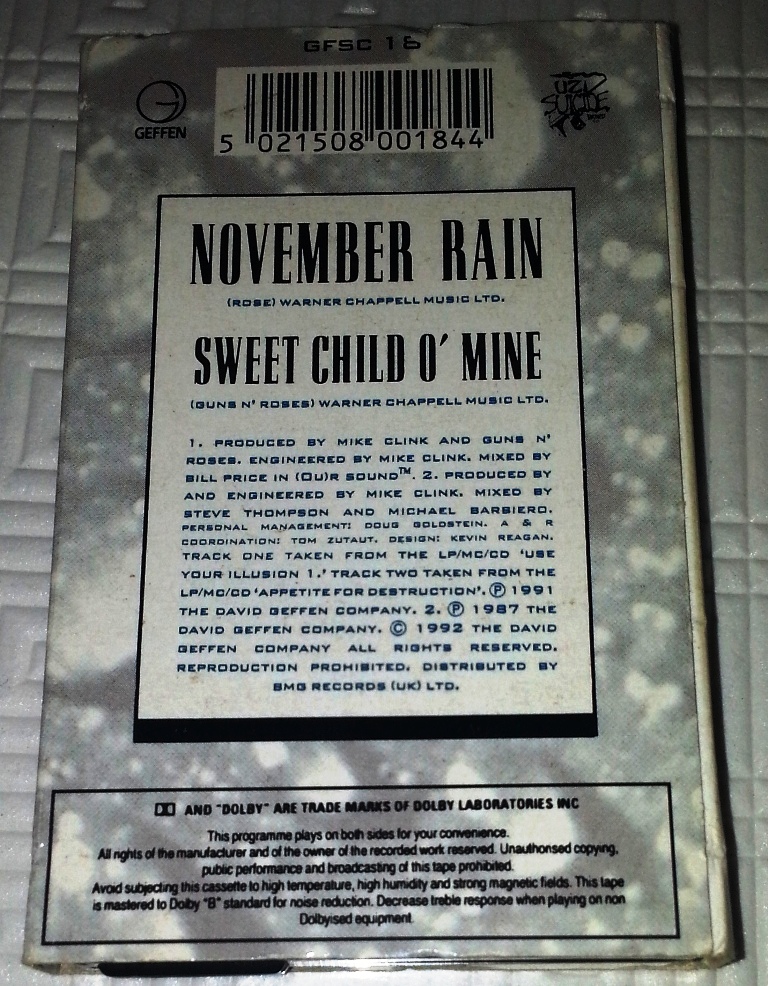 GFSC 18
GEFFEN
UZI
SUICIDE
5 021508 001844
NOVEMBER RAIN
(ROSE) WARNER CHAPPELL MUSIC LTD.
SWEET CHILD O' MINE
(GUNS N' ROSES) WARNER CHAPPELL MUSIC LTD.
1. PRODUCED BY MIKE CLINK AND GUNS N'
ROSES. ENGINEERED BY MIKE CLINK. MIXED BY
BILL PRICE IN (OU)R SOUND™. 2. PRODUCED BY
AND ENGINEERED BY MIKE CLINK. MIXED BY
STEVE THOMPSON AND MICHAEL BARBIERO.
PERSONAL MANAGEMENT: DOUG GOLDSTEIN. A & R
COORDINATION: TOM ZUTAUT. DESIGN: KEVIN REAGAN.
TRACK ONE TAKEN FROM THE LP/MC/CD 'USE
YOUR ILLUSION 1.' TRACK TWO TAKEN FROM THE
LP/MC/CD 'APPETITE FOR DESTRUCTION'. ℗ 1991
THE DAVID GEFFEN COMPANY. 2. ℗ 1987 THE
DAVID GEFFEN COMPANY. © 1992 THE DAVID
GEFFEN COMPANY ALL RIGHTS RESERVED.
REPRODUCTION PROHIBITED. DISTRIBUTED BY
BMG RECORDS (UK) LTD.
AND "DOLBY" ARE TRADE MARKS OF DOLBY LABORATORIES INC
This programme plays on both sides for your convenience.
All rights of the manufacturer and of the owner of the recorded work reserved. Unauthorised copying,
public performance and broadcasting of this tape prohibited.
Avoid subjecting this cassette to high temperature, high humidity and strong magnetic fields. This tape
is mastered to Dolby "B" standard for noise reduction. Decrease treble response when playing on non
Dolbyised equipment.